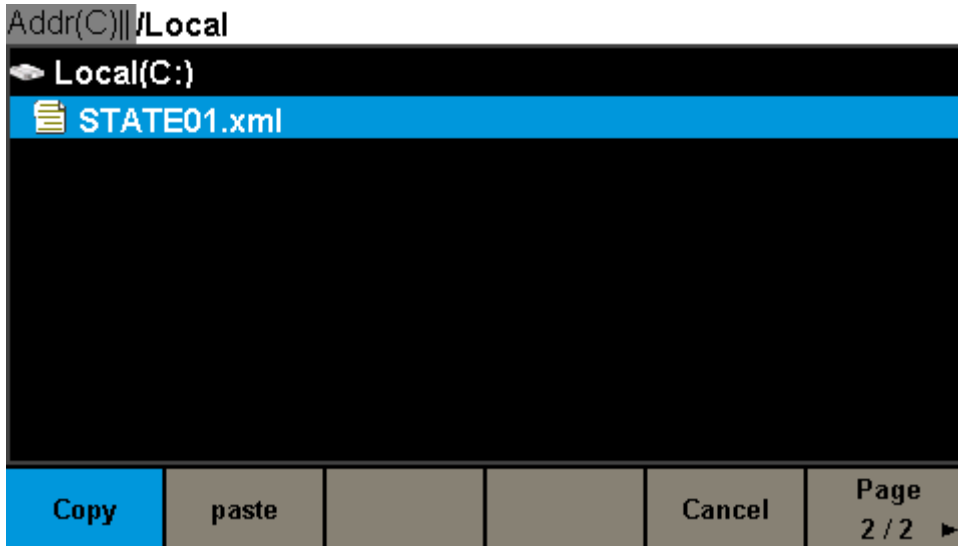 Addr(C)|| /Local
Local(C:)
STATE01.xml
Copy
paste
Cancel
Page
2 / 2